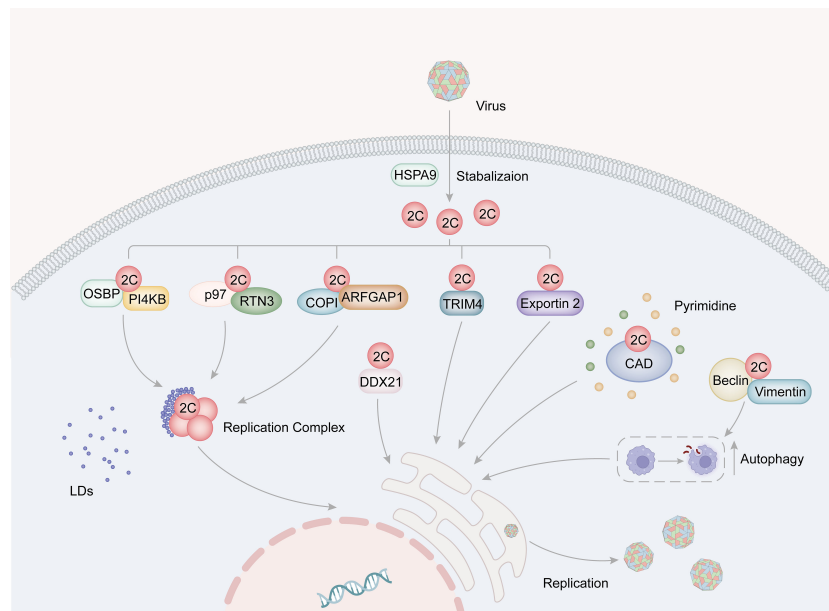 Virus
HSPA9
Stabalizaion
2C
2C
2C
2C
OSBP
PI4KB
2C
p97
RTN3
2C
COPI
ARFGAP1
2C
TRIM4
2C
Exportin 2
Pyrimidine
2C
CAD
2C
DDX21
2C
Beclin
Vimentin
2C
Replication Complex
LDs
Autophagy
Replication